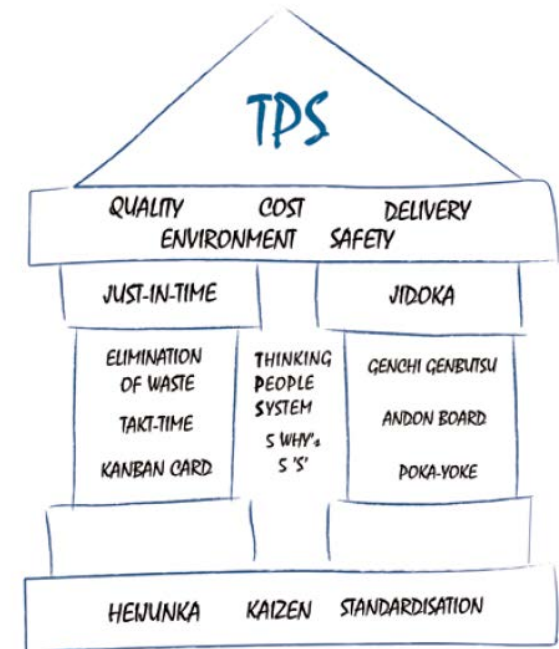 TPS
QUALITY COST DELIVERY
ENVIRONMENT SAFETY
JUST-IN-TIME
JIDOKA
ELIMINATION
OF WASTE
TAKT-TIME
KANBAN CARD
THINKING
PEOPLE
SYSTEM
5 WHY's
5 'S'
GENCHI GENBUTSU
ANDON BOARD
POKA-YOKE
HEIJUNKA KAIZEN STANDARDISATION